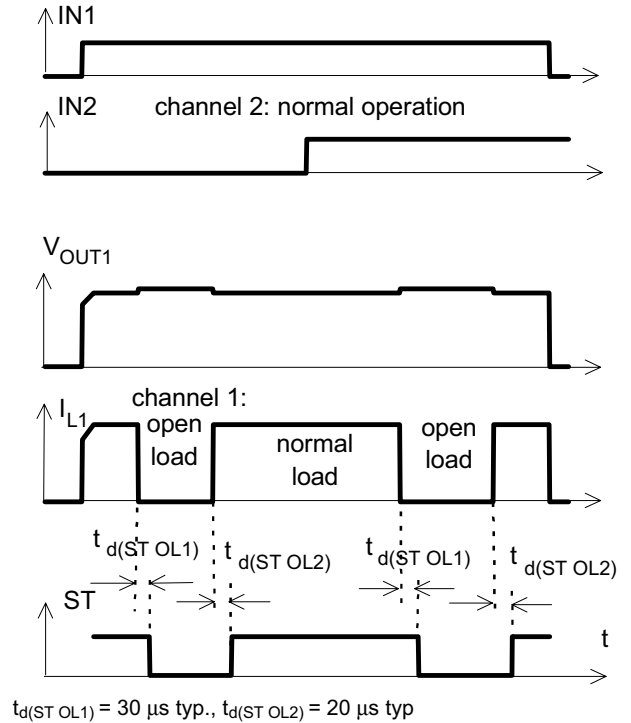 IN1
IN2
channel 2: normal operation
VOUT1
IL1
channel 1:
open load
normal load
open load
td(ST OL1)
td(ST OL2)
td(ST OL1)
td(ST OL2)
ST
t
td(ST OL1) = 30 μs typ., td(ST OL2) = 20 μs typ